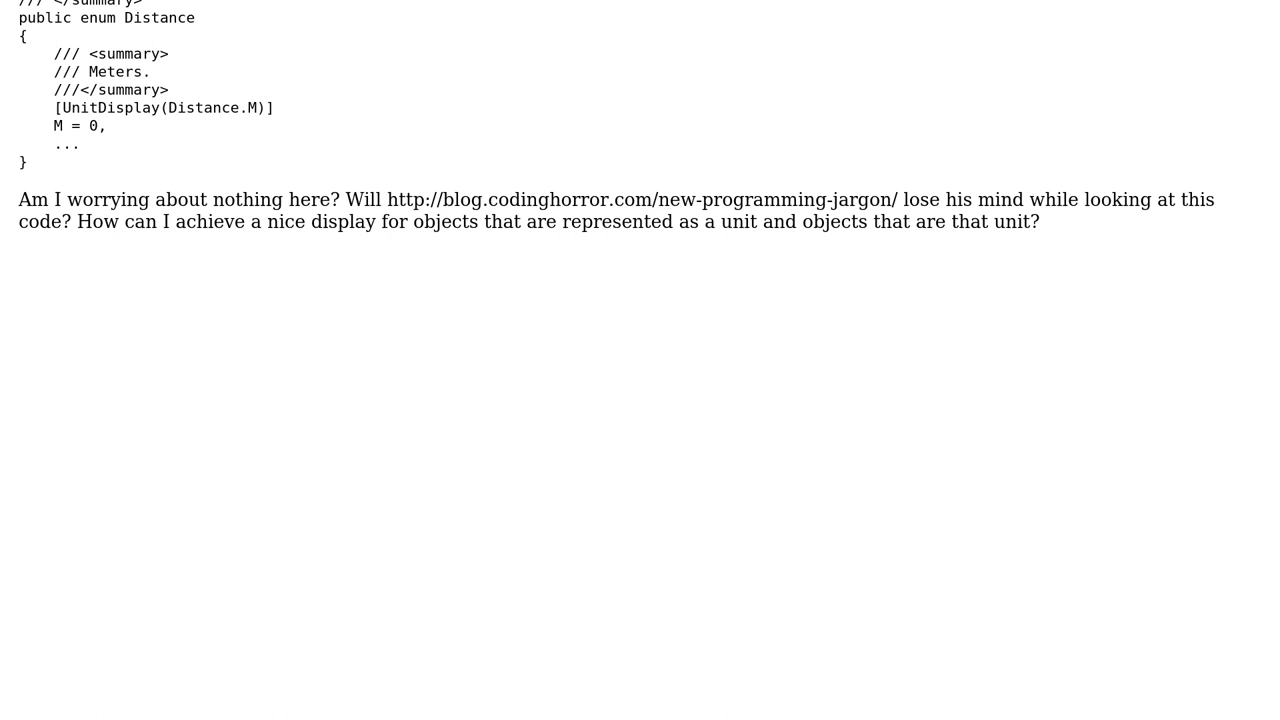 /// </summary>
public enum Distance
{
    /// <summary>
    /// Meters.
    ///</summary>
    [UnitDisplay(Distance.M)]
    M = 0,
    ...
}
Am I worrying about nothing here? Will http://blog.codinghorror.com/new-programming-jargon/ lose his mind while looking at this
code? How can I achieve a nice display for objects that are represented as a unit and objects that are that unit?